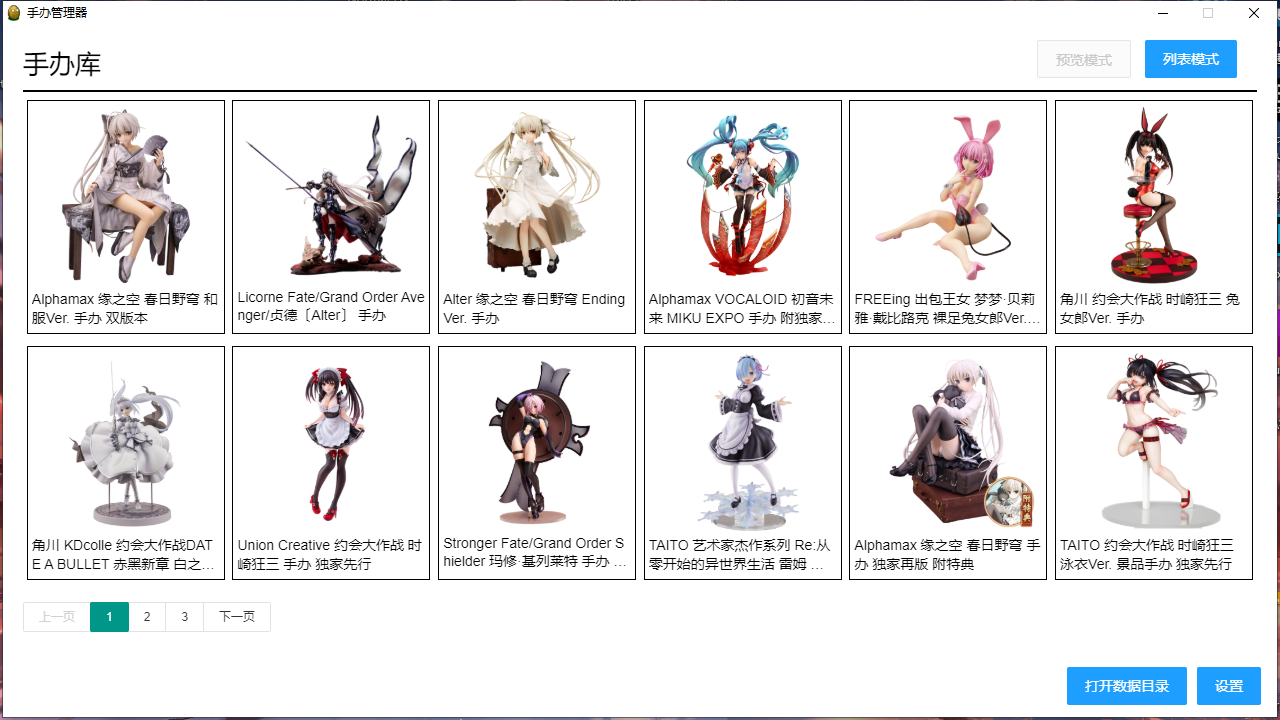 手办管理器
手办库
预览模式
列表模式
Alphamax 缘之空 春日野穹 和
服Ver. 手办 双版本
Licorne Fate/Grand Order Ave
nger/贞德〔Alter〕 手办
Alter 缘之空 春日野穹 Ending
Ver. 手办
Alphamax VOCALOID 初音未
来 MIKU EXPO 手办 附独家…
FREEing 出包王女 梦梦·贝莉
雅·戴比路克 裸足兔女郎Ver.…
角川 约会大作战 时崎狂三 兔
女郎Ver. 手办
角川 KDcolle 约会大作战DAT
E A BULLET 赤黑新章 白之…
Union Creative 约会大作战 时
崎狂三 手办 独家先行
Stronger Fate/Grand Order S
hielder 玛修·基列莱特 手办 …
TAITO 艺术家杰作系列 Re:从
零开始的异世界生活 雷姆 …
附特典
Alphamax 缘之空 春日野穹 手
办 独家再版 附特典
TAITO 约会大作战 时崎狂三
泳衣Ver. 景品手办 独家先行
上一页
1
2
3
下一页
打开数据目录
设置